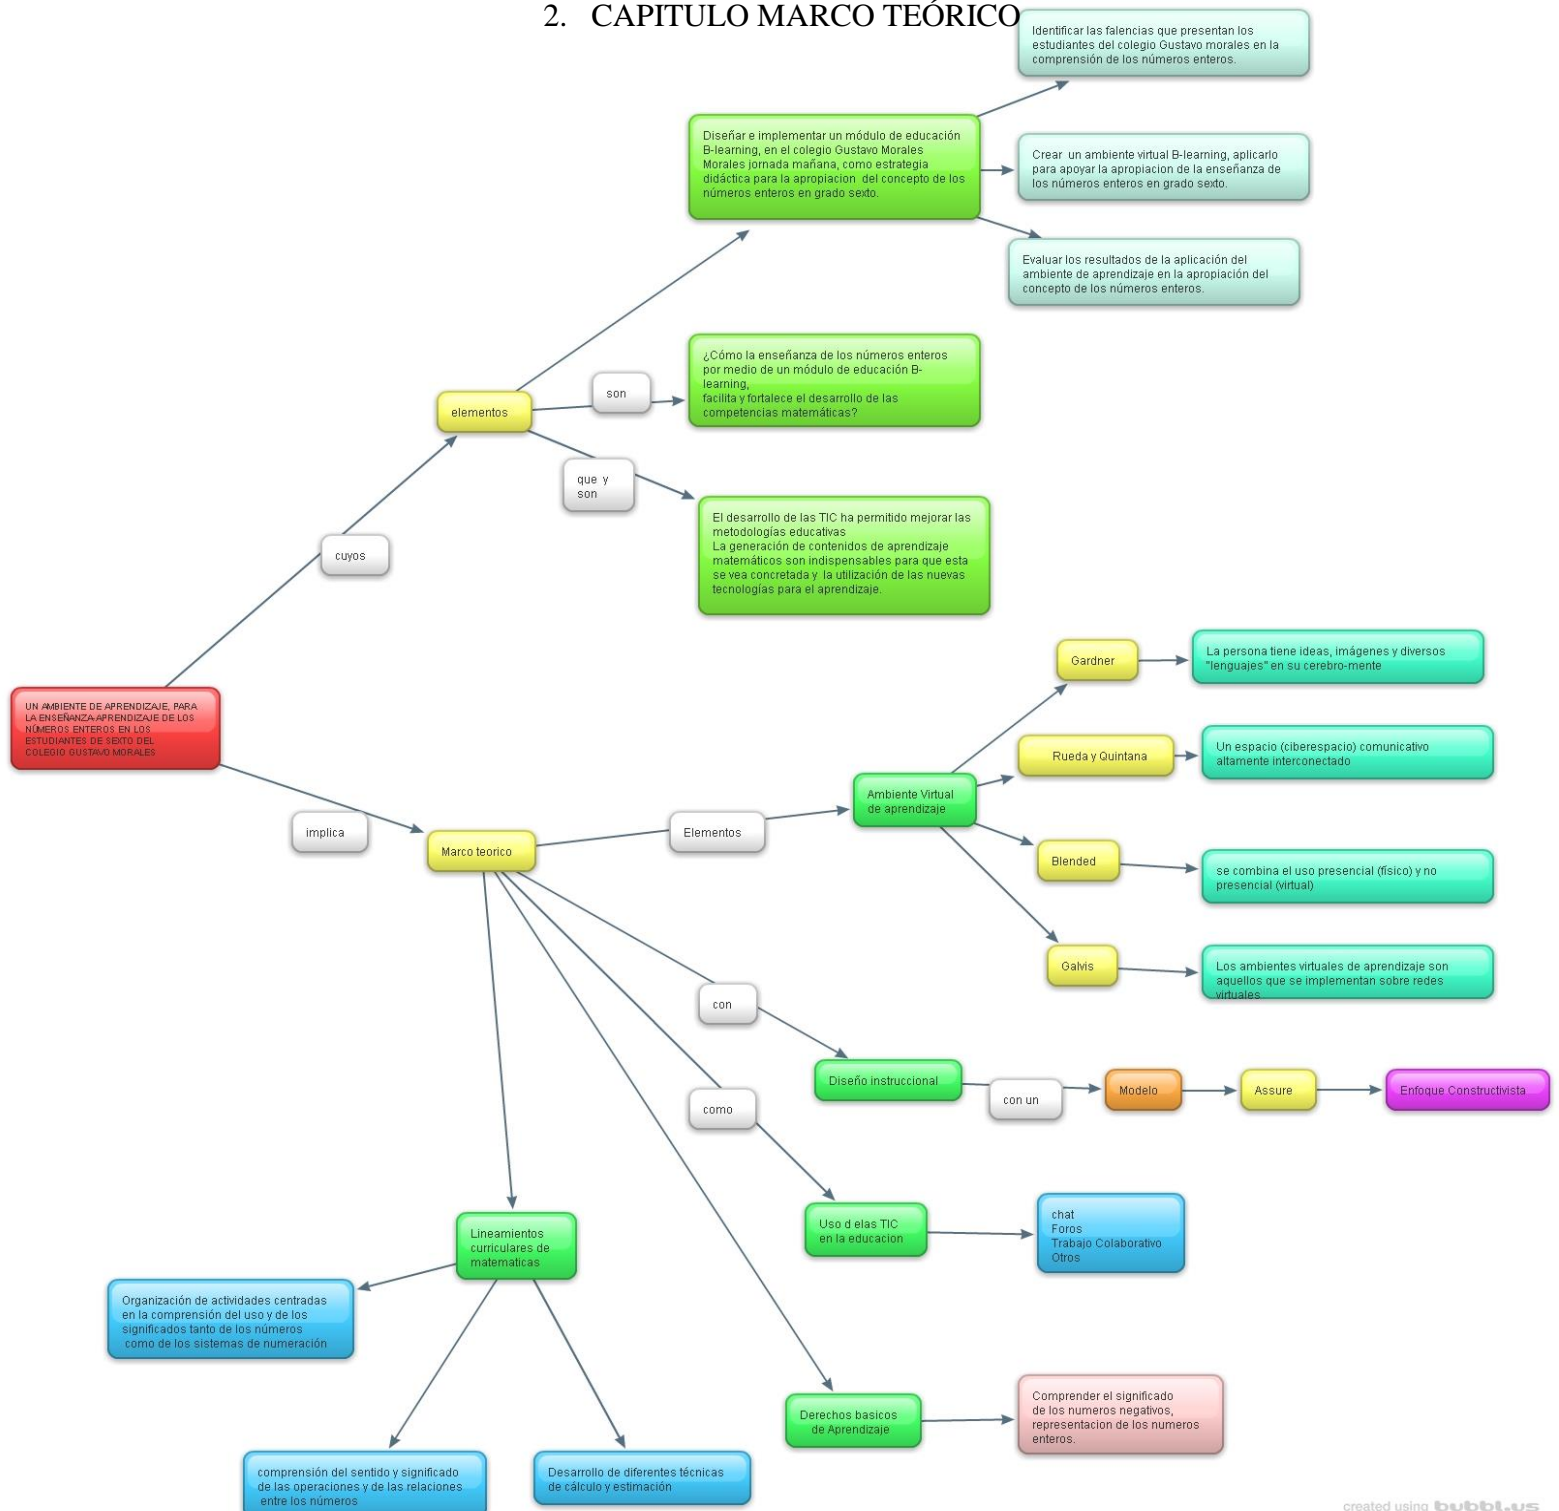 2. CAPITULO MARCO TEÓRICO
Identificar las falencias que presentan los
estudiantes del colegio Gustavo morales en la
comprensión de los números enteros.
Diseñar e implementar un módulo de educación
B-learning, en el colegio Gustavo Morales
Morales jornada mañana, como estrategia
didáctica para la apropiacion del concepto de los
números enteros en grado sexto.
Crear un ambiente virtual B-learning, aplicarlo
para apoyar la apropiacion de la enseñanza de
los números enteros en grado sexto.
Evaluar los resultados de la aplicación del
ambiente de aprendizaje en la apropiación del
concepto de los números enteros.
elementos
son
¿Cómo la enseñanza de los números enteros
por medio de un módulo de educación B-
learning,
facilita y fortalece el desarrollo de las
competencias matemáticas?
que y
son
El desarrollo de las TIC ha permitido mejorar las
metodologías educativas
La generación de contenidos de aprendizaje
matemáticos son indispensables para que esta
se vea concretada y la utilización de las nuevas
tecnologías para el aprendizaje.
cuyos
UN AMBIENTE DE APRENDIZAJE, PARA
LA ENSEÑANZA-APRENDIZAJE DE LOS
NÚMEROS ENTEROS EN LOS
ESTUDIANTES DE SEXTO DEL
COLEGIO GUSTAVO MORALES
implica
Marco teorico
Elementos
Ambiente Virtual
de aprendizaje
Gardner
La persona tiene ideas, imágenes y diversos
"lenguajes" en su cerebro-mente
Rueda y Quintana
Un espacio (ciberespacio) comunicativo
altamente interconectado
Blended
se combina el uso presencial (físico) y no
presencial (virtual)
Galvis
Los ambientes virtuales de aprendizaje son
aquellos que se implementan sobre redes
virtuales
con
Diseño instruccional
con un
Modelo
Assure
Enfoque Constructivista
como
Uso d elas TIC
en la educacion
chat
Foros
Trabajo Colaborativo
Otros
Lineamientos
curriculares de
matematicas
Organización de actividades centradas
en la comprensión del uso y de los
significados tanto de los números
como de los sistemas de numeración
comprensión del sentido y significado
de las operaciones y de las relaciones
entre los números
Desarrollo de diferentes técnicas
de cálculo y estimación
Derechos basicos
de Aprendizaje
Comprender el significado
de los numeros negativos,
representacion de los numeros
enteros.
created using bubbl.us